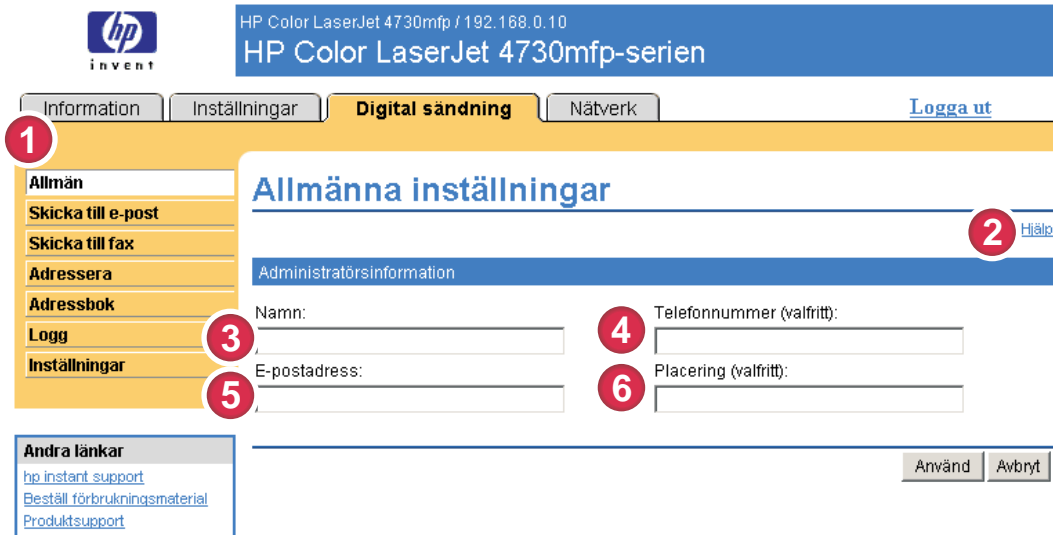 hp
invent
HP Color LaserJet 4730mfp / 192.168.0.10
HP Color LaserJet 4730mfp-serien
Information
Inställningar
Digital sändning
Nätverk
Logga ut
1
Allmän
Skicka till e-post
Skicka till fax
Adressera
Adressbok
Logg
Inställningar
Allmänna inställningar
2
Hjälp
Administratörsinformation
Namn:
Telefonnummer (valfritt):
3
4
E-postadress:
Placering (valfritt):
5
6
Andra länkar
hp instant support
Beställ förbrukningsmaterial
Produktsupport
Använd
Avbryt